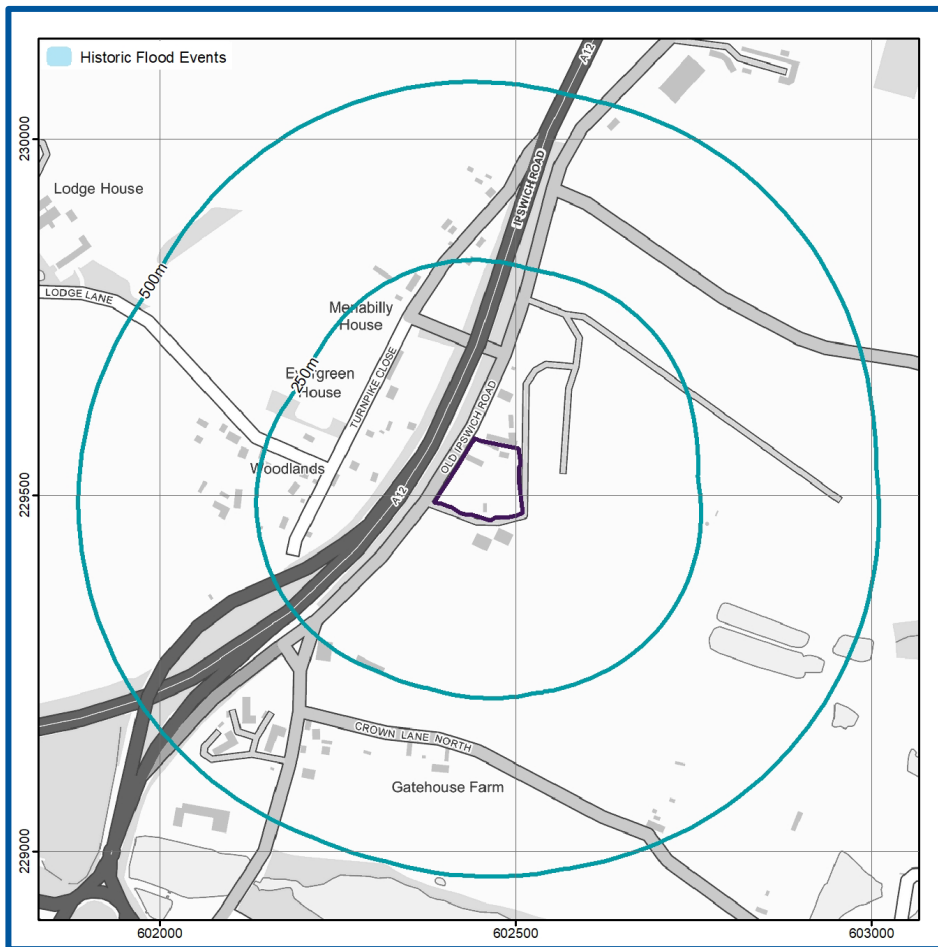 Historic Flood Events
A12
230000
IPSWICH ROAD
Lodge House
500m
LODGE LANE
Menabilly
House
250m
Evergreen
House
TURNPIKE CLOSE
OLD IPSWICH ROAD
Woodlands
A12
229500
CROWN LANE NORTH
Gatehouse Farm
229000
602000
602500
603000